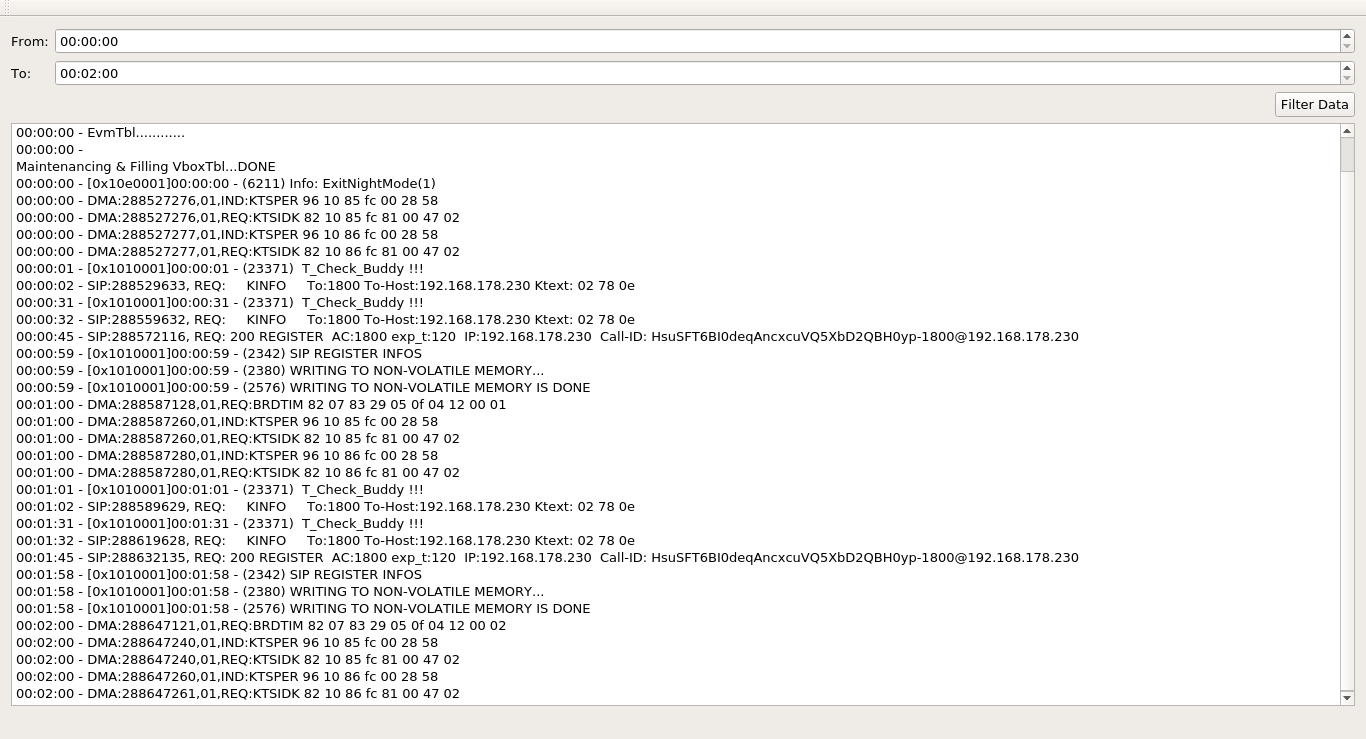 From: 00:00:00
To: 00:02:00
Filter Data
00:00:00 - EvmTbl............
00:00:00 -
Maintenancing & Filling VboxTbl...DONE
00:00:00 - [0x10e0001]00:00:00 - (6211) Info: ExitNightMode(1)
00:00:00 - DMA:288527276,01,IND:KTSPER 96 10 85 fc 00 28 58
00:00:00 - DMA:288527276,01,REQ:KTSIDK 82 10 85 fc 81 00 47 02
00:00:00 - DMA:288527277,01,IND:KTSPER 96 10 86 fc 00 28 58
00:00:00 - DMA:288527277,01,REQ:KTSIDK 82 10 86 fc 81 00 47 02
00:00:01 - [0x1010001]00:00:01 - (23371)  T_Check_Buddy !!!
00:00:02 - SIP:288529633, REQ:     KINFO     To:1800 To-Host:192.168.178.230 Ktext: 02 78 0e
00:00:31 - [0x1010001]00:00:31 - (23371)  T_Check_Buddy !!!
00:00:32 - SIP:288559632, REQ:     KINFO     To:1800 To-Host:192.168.178.230 Ktext: 02 78 0e
00:00:45 - SIP:288572116, REQ: 200 REGISTER  AC:1800 exp_t:120  IP:192.168.178.230  Call-ID: HsuSFT6BI0deqAncxcuVQ5XbD2QBH0yp-1800@192.168.178.230
00:00:59 - [0x1010001]00:00:59 - (2342) SIP REGISTER INFOS
00:00:59 - [0x1010001]00:00:59 - (2380) WRITING TO NON-VOLATILE MEMORY...
00:00:59 - [0x1010001]00:00:59 - (2576) WRITING TO NON-VOLATILE MEMORY IS DONE
00:01:00 - DMA:288587128,01,REQ:BRDTIM 82 07 83 29 05 0f 04 12 00 01
00:01:00 - DMA:288587260,01,IND:KTSPER 96 10 85 fc 00 28 58
00:01:00 - DMA:288587260,01,REQ:KTSIDK 82 10 85 fc 81 00 47 02
00:01:00 - DMA:288587280,01,IND:KTSPER 96 10 86 fc 00 28 58
00:01:00 - DMA:288587280,01,REQ:KTSIDK 82 10 86 fc 81 00 47 02
00:01:01 - [0x1010001]00:01:01 - (23371)  T_Check_Buddy !!!
00:01:02 - SIP:288589629, REQ:     KINFO     To:1800 To-Host:192.168.178.230 Ktext: 02 78 0e
00:01:31 - [0x1010001]00:01:31 - (23371)  T_Check_Buddy !!!
00:01:32 - SIP:288619628, REQ:     KINFO     To:1800 To-Host:192.168.178.230 Ktext: 02 78 0e
00:01:45 - SIP:288632135, REQ: 200 REGISTER  AC:1800 exp_t:120  IP:192.168.178.230  Call-ID: HsuSFT6BI0deqAncxcuVQ5XbD2QBH0yp-1800@192.168.178.230
00:01:58 - [0x1010001]00:01:58 - (2342) SIP REGISTER INFOS
00:01:58 - [0x1010001]00:01:58 - (2380) WRITING TO NON-VOLATILE MEMORY...
00:01:58 - [0x1010001]00:01:58 - (2576) WRITING TO NON-VOLATILE MEMORY IS DONE
00:02:00 - DMA:288647121,01,REQ:BRDTIM 82 07 83 29 05 0f 04 12 00 02
00:02:00 - DMA:288647240,01,IND:KTSPER 96 10 85 fc 00 28 58
00:02:00 - DMA:288647240,01,REQ:KTSIDK 82 10 85 fc 81 00 47 02
00:02:00 - DMA:288647260,01,IND:KTSPER 96 10 86 fc 00 28 58
00:02:00 - DMA:288647261,01,REQ:KTSIDK 82 10 86 fc 81 00 47 02